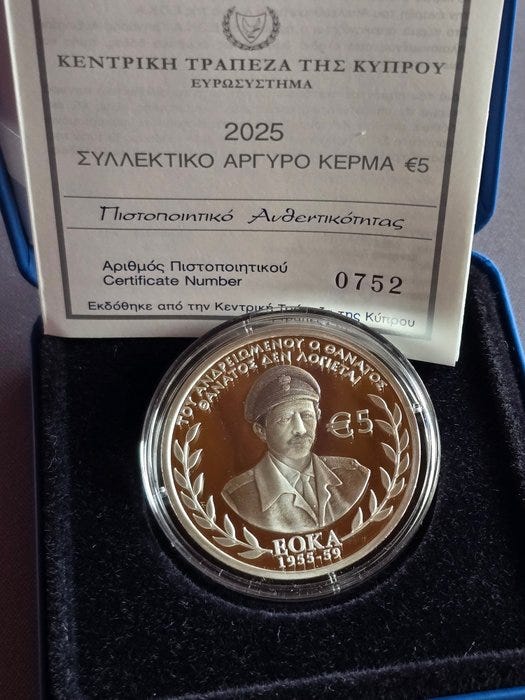 ΚΕΝΤΡΙΚΗ ΤΡΑΠΕΖΑ ΤΗΣ ΚΥΠΡΟΥ
ΕΥΡΩΣΥΣΤΗΜΑ
2025
ΣΥΛΛΕΚΤΙΚΟ ΑΡΓΥΡΟ ΚΕΡΜΑ €5
Πιστοποιητικό Αυθεντικότητας
Αριθμός Πιστοποιητικού
Certificate Number 0752
Εκδόθηκε από την Κεντρική Τράπεζα της Κύπρου
ΤΟΥ ΑΝΔΡΕΙΩΜΕΝΟΥ Ο ΘΑΝΑΤΟΣ
ΘΑΝΑΤΟΣ ΔΕΝ ΛΟΓΙΕΤΑΙ
€5
ΕΟΚΑ
1955-59